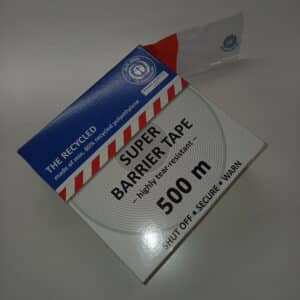 THE RECYCLED
made of min. 80% recycled polyethylene
SUPER
BARRIER TAPE
– highly tear-resistant –
500 m
SHUT OFF • SECURE • WARN